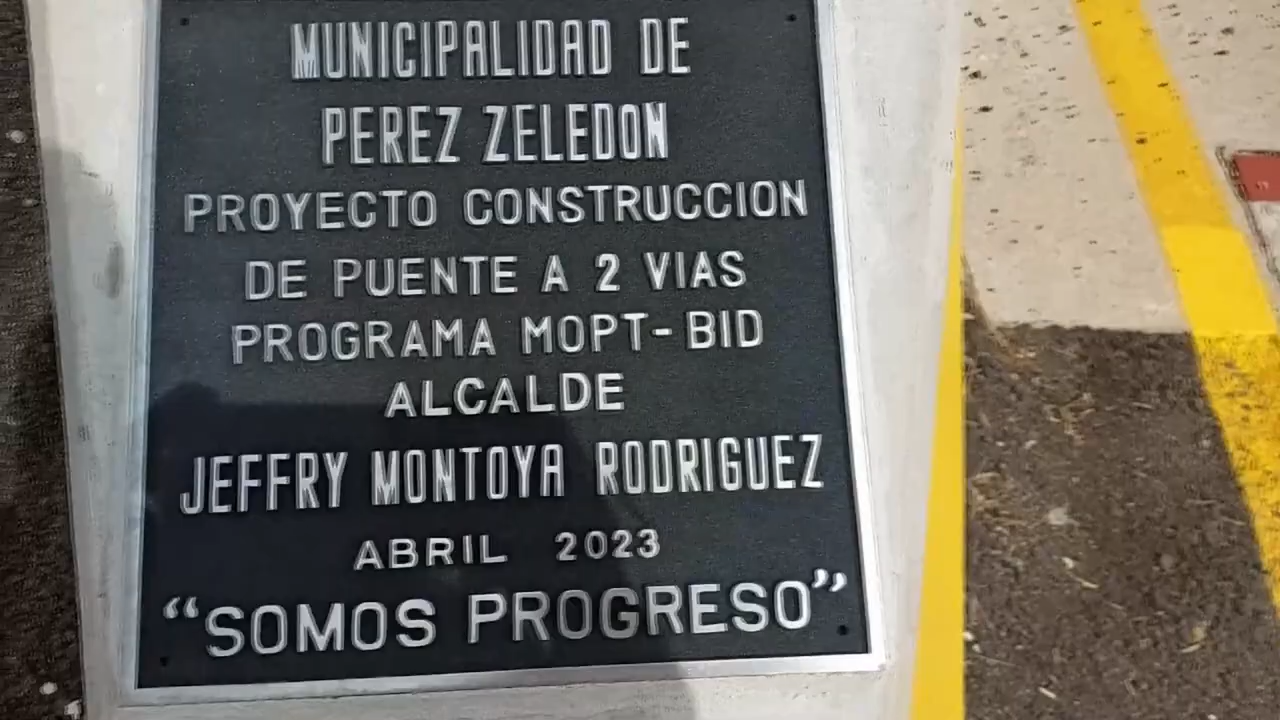 MUNICIPALIDAD DE
PEREZ ZELEDON
PROYECTO CONSTRUCCION
DE PUENTE A 2 VIAS
PROGRAMA MOPT-BID
ALCALDE
JEFFRY MONTOYA RODRIGUEZ
ABRIL 2023
“SOMOS PROGRESO”